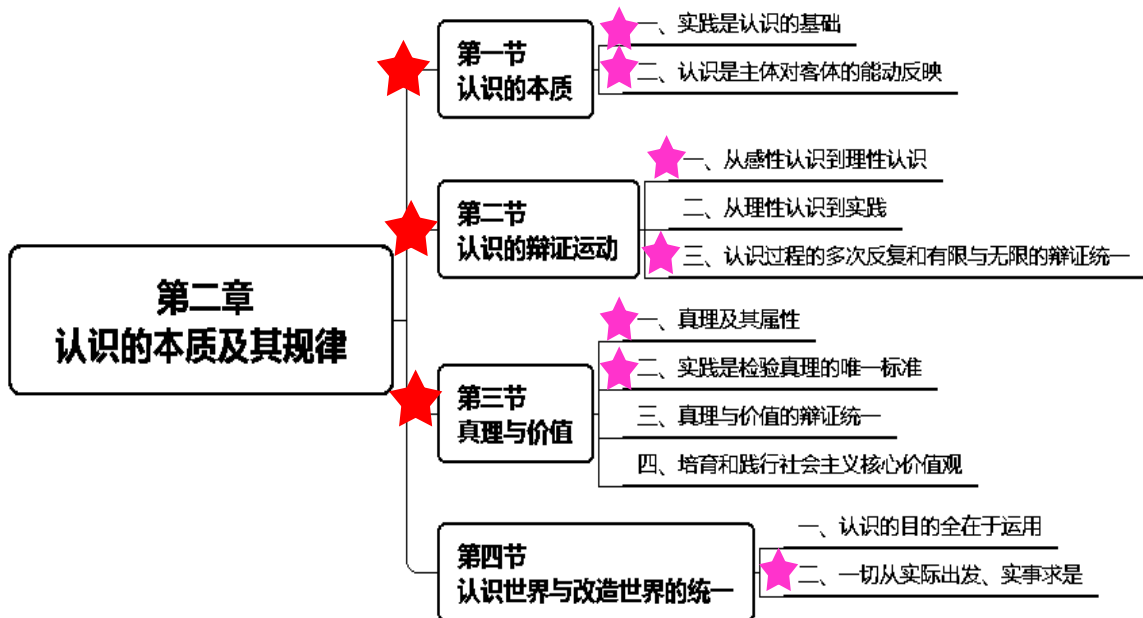 第二章
认识的本质及其规律
第一节
认识的本质
一、实践是认识的基础
二、认识是主体对客体的能动反映
第二节
认识的辩证运动
一、从感性认识到理性认识
二、从理性认识到实践
三、认识过程的多次反复和有限与无限的辩证统一
第三节
真理与价值
一、真理及其属性
二、实践是检验真理的唯一标准
三、真理与价值的辩证统一
四、培育和践行社会主义核心价值观
第四节
认识世界与改造世界的统一
一、认识的目的全在于运用
二、一切从实际出发、实事求是